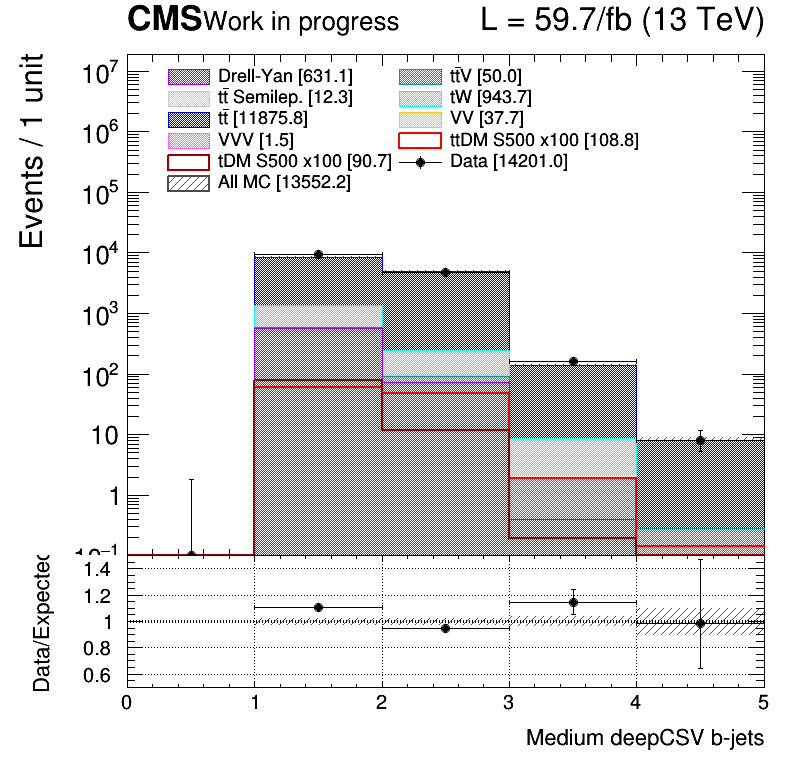 CMS Work in progress L = 59.7/fb (13 TeV)
Events / 1 unit
10⁷
10⁶
10⁵
10⁴
10³
10²
10
1
10⁻¹
Drell-Yan [631.1] tt̄V [50.0]
tt̄ Semilep. [12.3] tW [943.7]
tt̄ [11875.8] VV [37.7]
VVV [1.5] ttDM S500 x100 [108.8]
tDM S500 x100 [90.7] Data [14201.0]
All MC [13552.2]
Data/Expected
1.4
1.2
1
0.8
0.6
0 1 2 3 4 5
Medium deepCSV b-jets